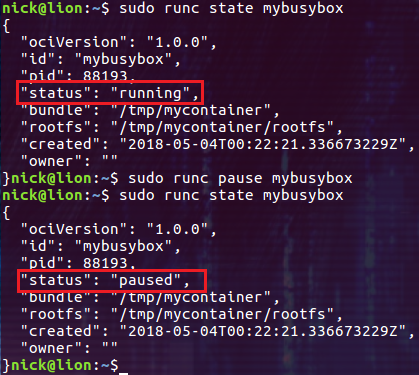 nick@lion:~$ sudo runc state mybusybox
{
  "ociVersion": "1.0.0",
  "id": "mybusybox",
  "pid": 88193,
  "status": "running",
  "bundle": "/tmp/mycontainer",
  "rootfs": "/tmp/mycontainer/rootfs",
  "created": "2018-05-04T00:22:21.336673229Z",
  "owner": ""
}nick@lion:~$ sudo runc pause mybusybox
nick@lion:~$ sudo runc state mybusybox
{
  "ociVersion": "1.0.0",
  "id": "mybusybox",
  "pid": 88193,
  "status": "paused",
  "bundle": "/tmp/mycontainer",
  "rootfs": "/tmp/mycontainer/rootfs",
  "created": "2018-05-04T00:22:21.336673229Z",
  "owner": ""
}nick@lion:~$